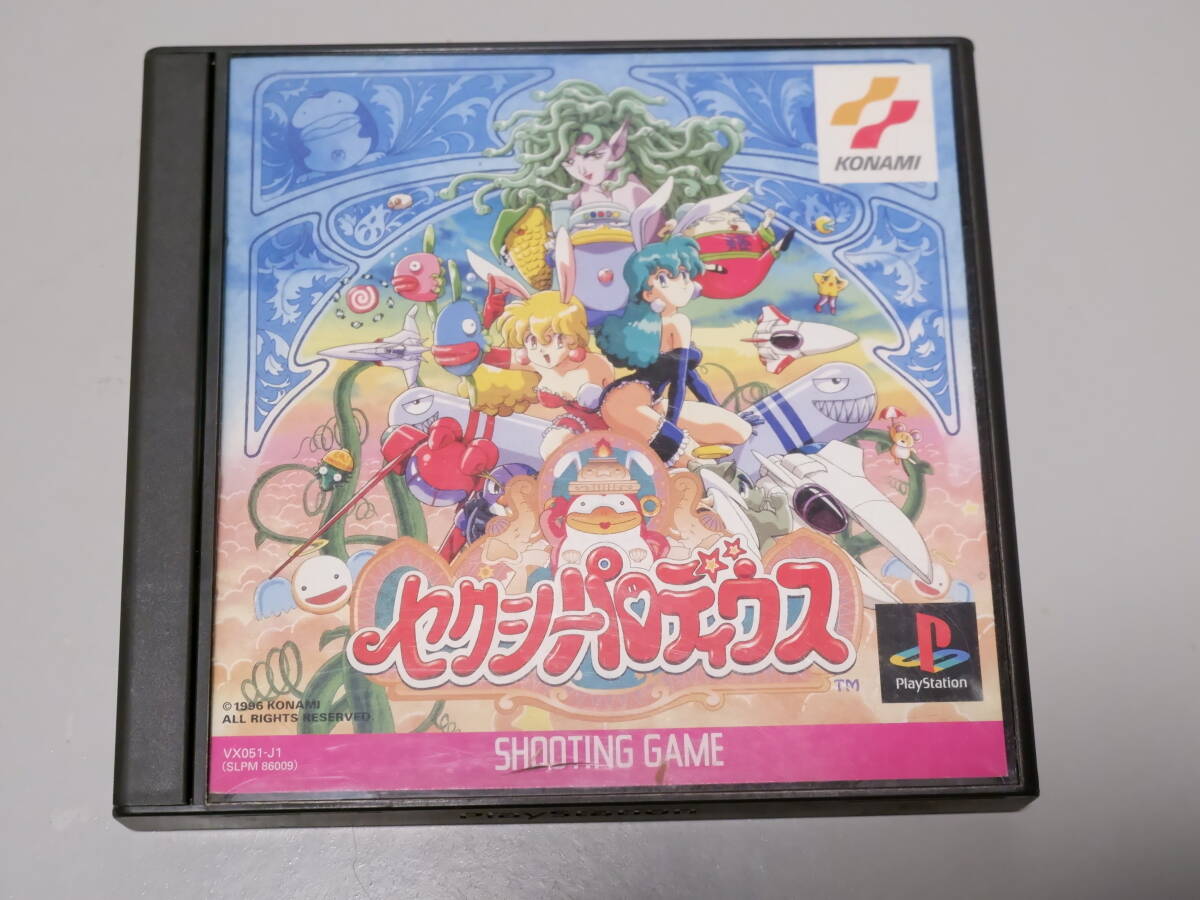 KONAMI
セクシーパロディウス
TM
PlayStation
©1996 KONAMI
ALL RIGHTS RESERVED.
VX051-J1
(SLPM 86009)
SHOOTING GAME
PlayStation